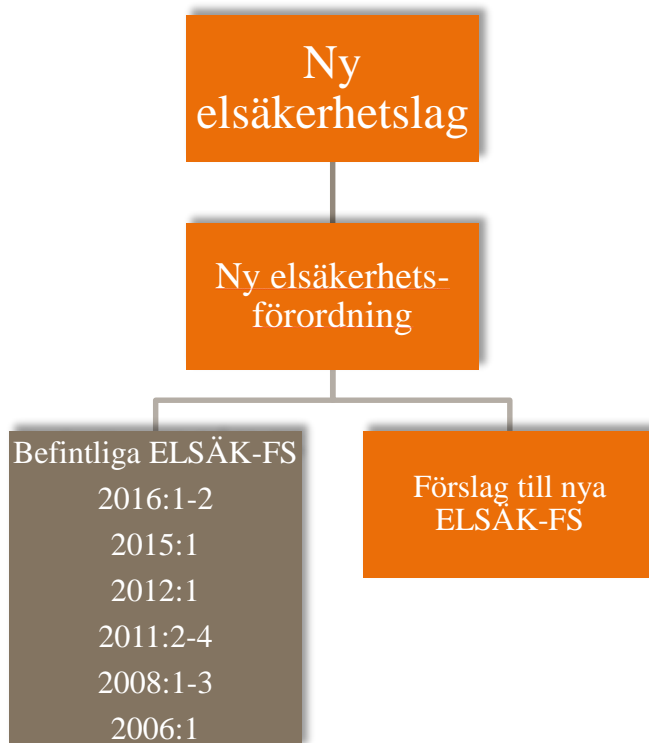 Ny
elsäkerhetslag
Ny elsäkerhets-
förordning
Befintliga ELSÄK-FS
2016:1-2
2015:1
2012:1
2011:2-4
2008:1-3
2006:1
Förslag till nya
ELSÄK-FS